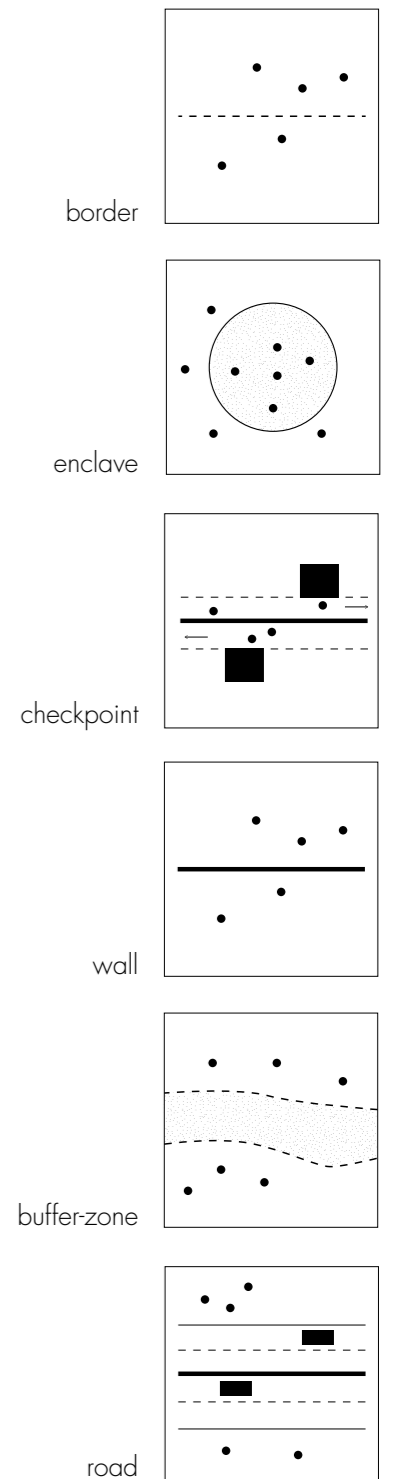 border
enclave
checkpoint
wall
buffer-zone
road